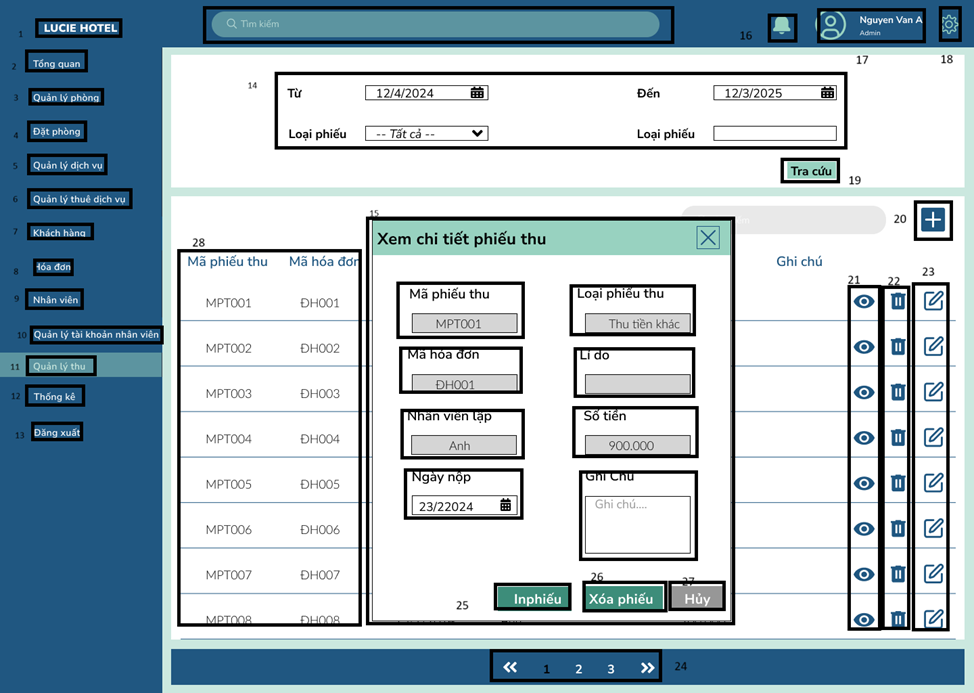 1 LUCIE HOTEL
Tìm kiếm
16
Nguyen Van A
Admin
17
18
2 Tổng quan
3 Quản lý phòng
4 Đặt phòng
5 Quản lý dịch vụ
6 Quản lý thuê dịch vụ
7 Khách hàng
8 Hóa đơn
9 Nhân viên
10 Quản lý tài khoản nhân viên
11 Quản lý thu
12 Thống kê
13 Đăng xuất
14
Từ 12/4/2024 Đến 12/3/2025
Loại phiếu -- Tất cả -- Loại phiếu
Tra cứu 19
15
20
28
Mã phiếu thu Mã hóa đơn Ghi chú
21 22 23
MPT001 ĐH001
MPT002 ĐH002
MPT003 ĐH003
MPT004 ĐH004
MPT005 ĐH005
MPT006 ĐH006
MPT007 ĐH007
MPT008 ĐH008
Xem chi tiết phiếu thu
Mã phiếu thu Loại phiếu thu
MPT001 Thu tiền khác
Mã hóa đơn Lí do
ĐH001
Nhân viên lập Số tiền
Anh 900.000
Ngày nộp Ghi Chú
23/22024 Ghi chú....
25 26 27
Inphiếu Xóa phiếu Hủy
1 2 3 24